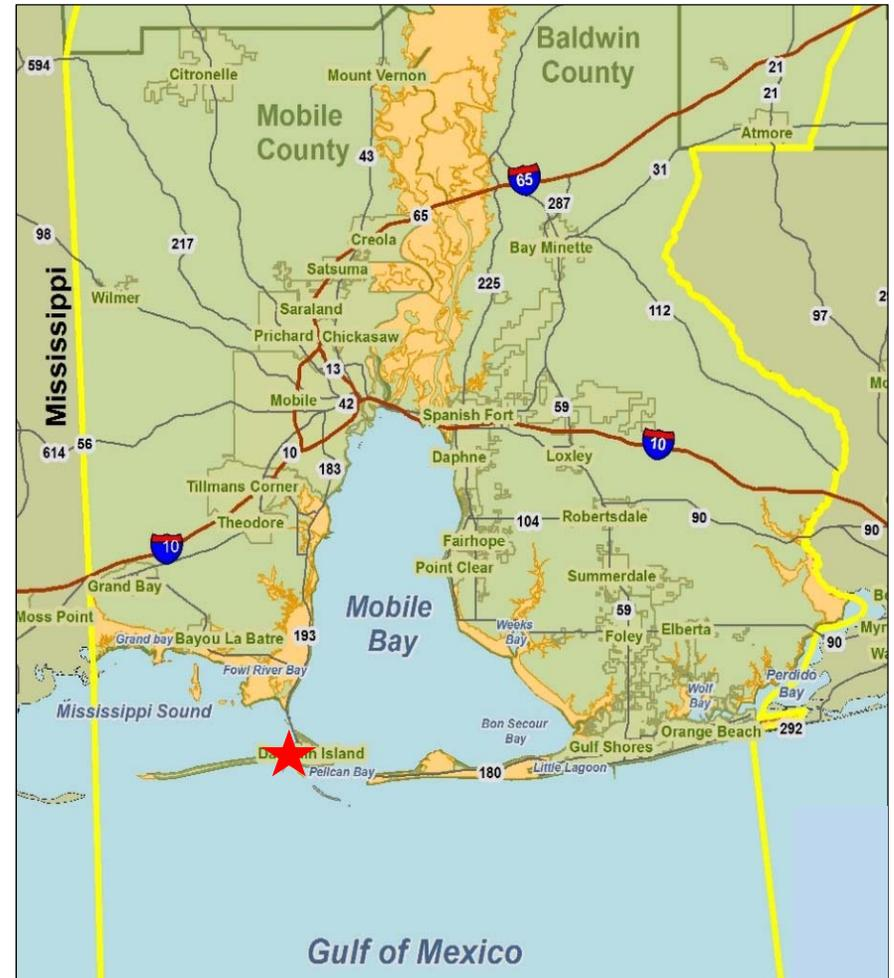 Baldwin
County
594
Citronelle
Mount Vernon
21
21
Atmore
Mobile
County
43
31
65
287
65
Creola
98
217
Bay Minette
Satsuma
225
Mississippi
Wilmer
Saraland
112
97
Prichard
Chickasaw
13
Mobile
42
Spanish Fort
59
56
614
10
183
Daphne
Loxley
10
Tillmans Corner
Theodore
104
Robertsdale
90
90
10
Fairhope
Point Clear
Grand Bay
Summerdale
Moss Point
Mobile
Bay
59
Weeks
Bay
Grand bay
Bayou La Batre
193
Foley
Elberta
90
Fowl River Bay
Wolf
Bay
Perdido
Bay
Mississippi Sound
Bon Secour
Bay
Orange Beach
292
Gulf Shores
Island
Pelican Bay
180
Little Lagoon
Gulf of Mexico